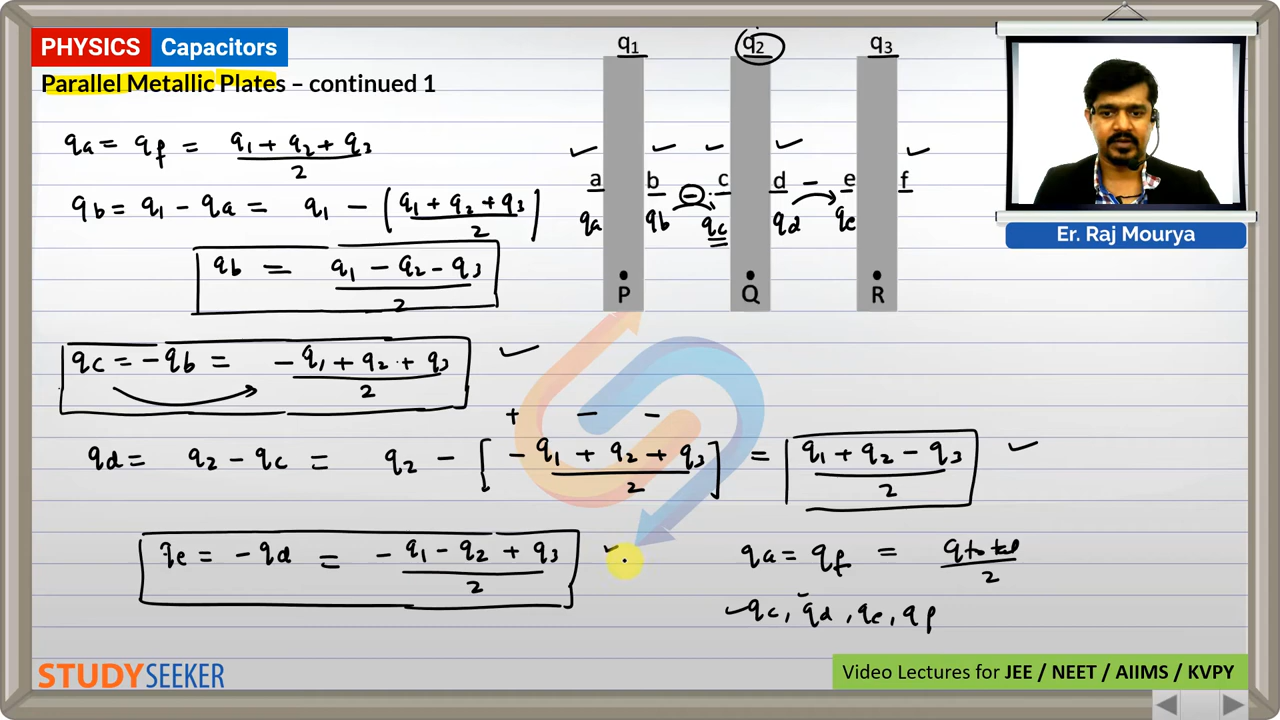 PHYSICS Capacitors
Parallel Metallic Plates – continued 1
q1 q2 q3
a b c d e f
qa qb − qc qd − qe
P Q R
Er. Raj Mourya
qa = qf = (q1 + q2 + q3)/2
qb = q1 − qa = q1 − ((q1 + q2 + q3)/2)
qb = (q1 − q2 − q3)/2
qc = −qb = (−q1 + q2 + q3)/2
+ − −
qd = q2 − qc = q2 − [(−q1 + q2 + q3)/2] = (q1 + q2 − q3)/2
qe = −qd = (−q1 − q2 + q3)/2
qa = qf = qtotal/2
qc, qd, qe, qf
STUDYSEEKER
Video Lectures for JEE / NEET / AIIMS / KVPY